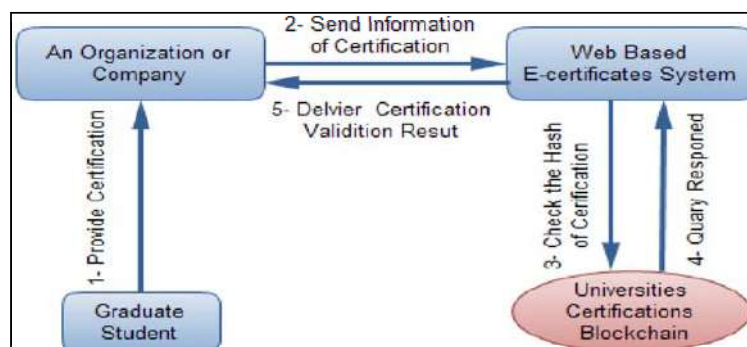 An Organization or
Company
2- Send Information
of Certification
Web Based
E-certificates System
5- Delvier Certification
Validition Resut
1- Provide Certification
3- Check the Hash
of Cerification
4- Quary Responed
Graduate
Student
Universities
Certifications
Blockchain